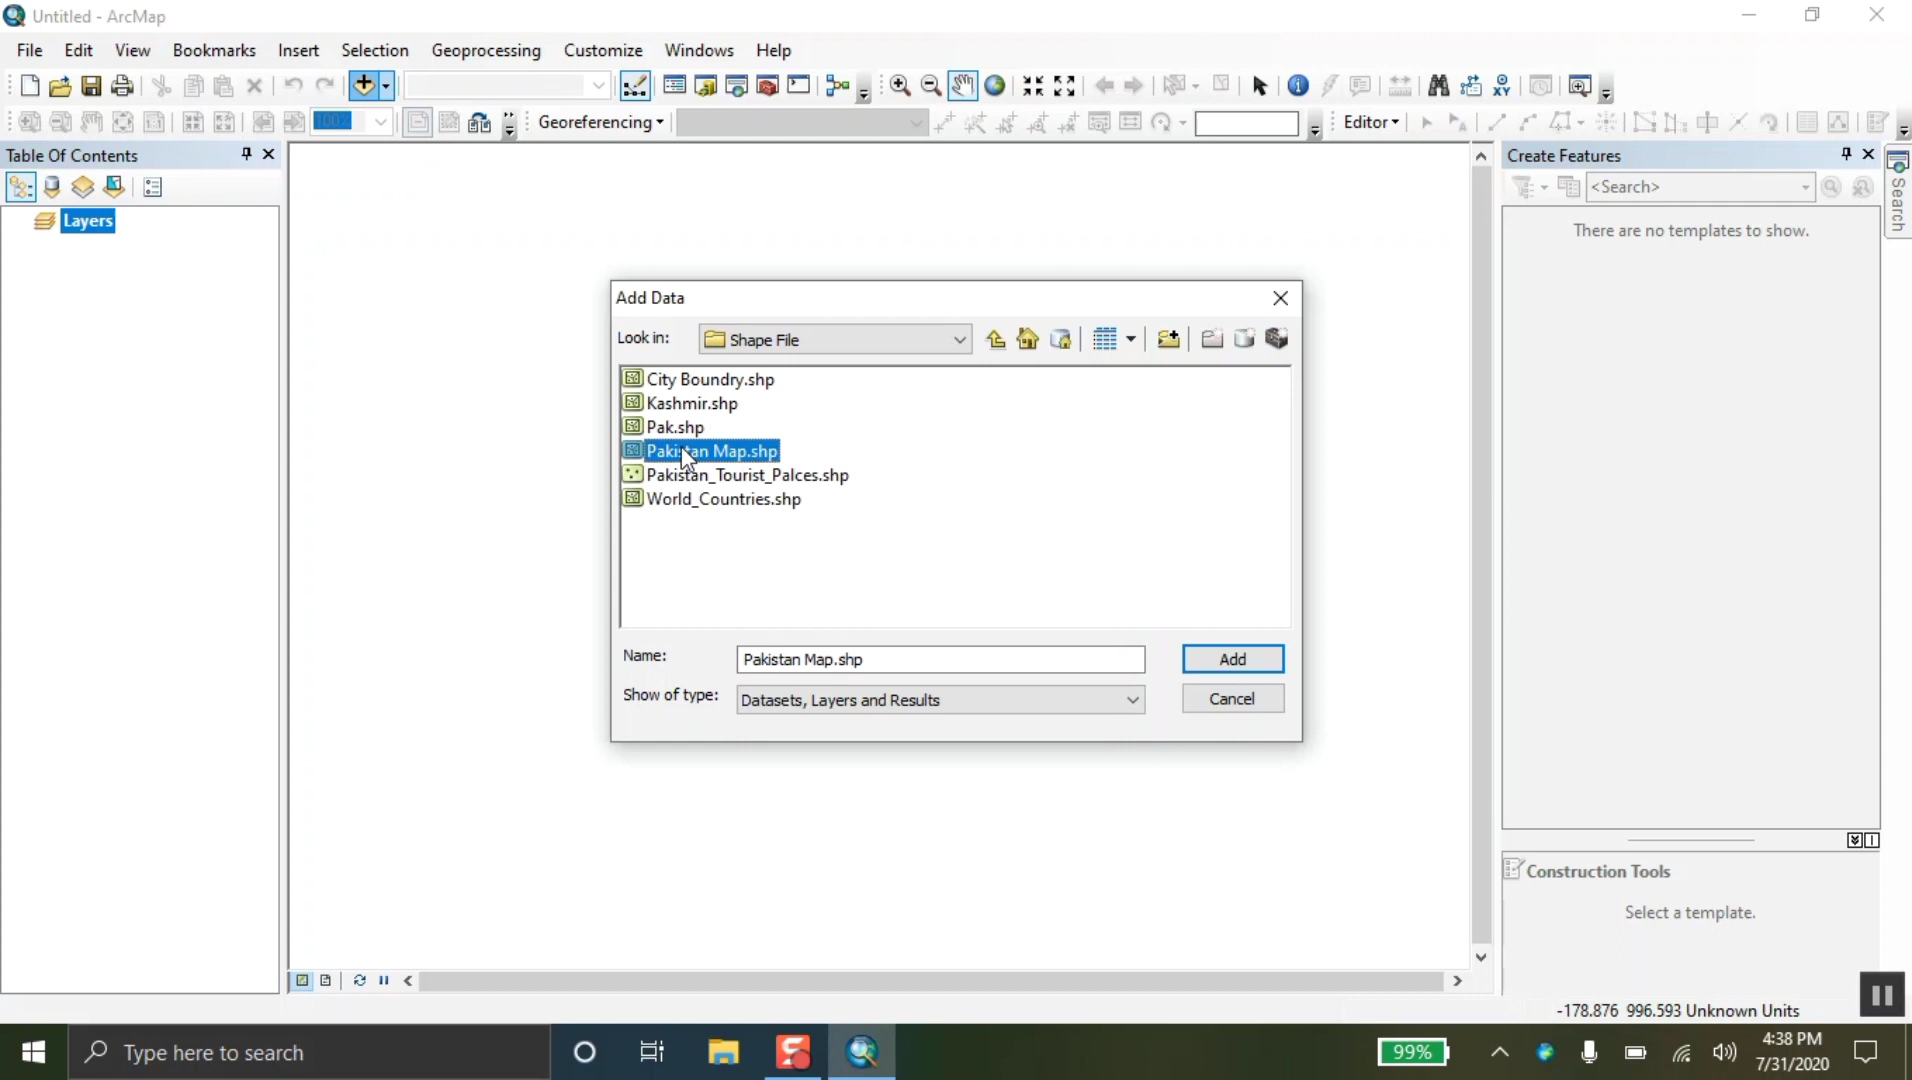 Untitled - ArcMap
File Edit View Bookmarks Insert Selection Geoprocessing Customize Windows Help
100% Georeferencing Editor
Table Of Contents
Create Features
<Search>
Search
Layers
There are no templates to show.
Add Data
Look in: Shape File
City Boundry.shp
Kashmir.shp
Pak.shp
Pakistan Map.shp
Pakistan_Tourist_Palces.shp
World_Countries.shp
Name: Pakistan Map.shp Add
Show of type: Datasets, Layers and Results Cancel
Construction Tools
Select a template.
-178.876 996.593 Unknown Units
Type here to search
99%
4:38 PM
7/31/2020